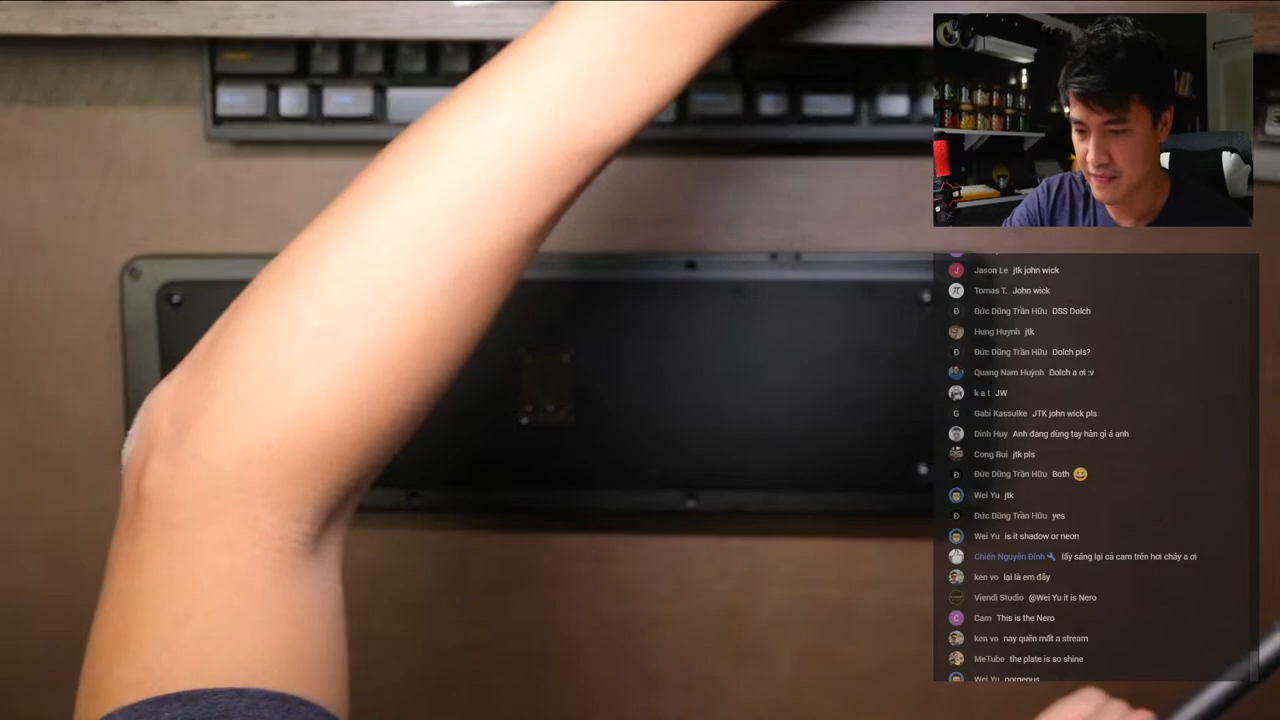 J Jason Le jtk john wick
π Tomas T. John wick
Đ Đức Dũng Trần Hữu DSS Dolch
Hung Huynh jtk
Đ Đức Dũng Trần Hữu Dolch pls?
Quang Nam Huỳnh Dolch a ơi :v
k a t JW
G Gabi Kassulke JTK john wick pls
Dinh Huy Anh đang dùng tay hàn gì á anh
Cong Bui jtk pls
Đ Đức Dũng Trần Hữu Both 😀
Wei Yu jtk
Đ Đức Dũng Trần Hữu yes
Wei Yu is it shadow or neon
Chiến Nguyễn Đình lấy sáng lại cả cam trên hơi cháy a ơi
ken vo lại là em đây
Viendi Studio @Wei Yu it is Nero
C Cam This is the Nero
ken vo nay quên mất a stream
MeTube the plate is so shine
Wei Yu gorgeous